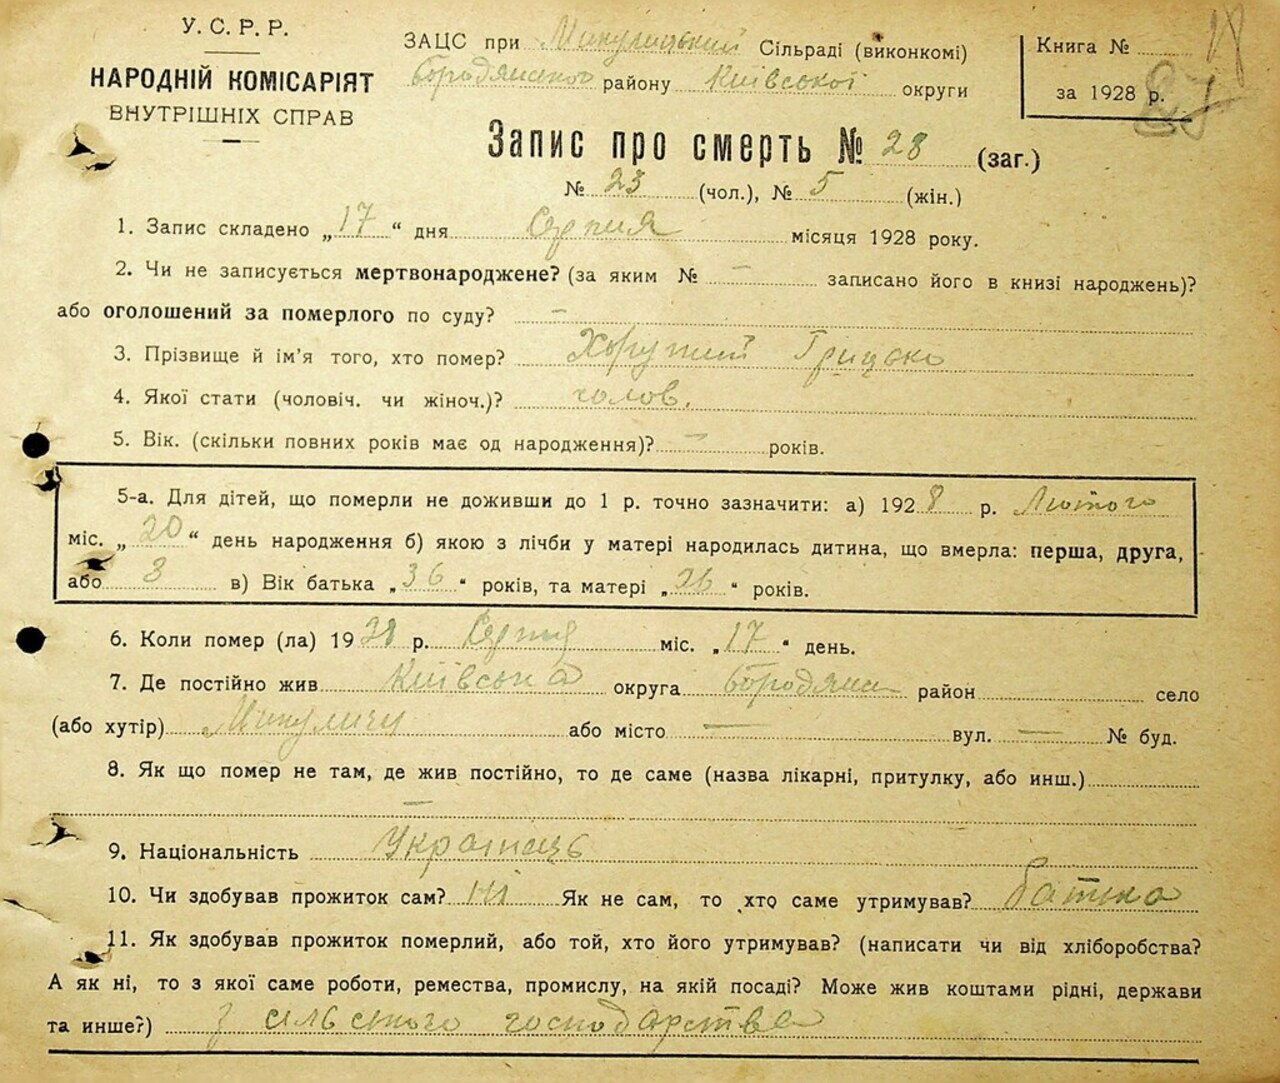 У. С. Р. Р.
НАРОДНІЙ КОМІСАРІЯТ
ВНУТРІШНІХ СПРАВ
ЗАЦС при Микулицький Сільраді (виконкомі)
Бородянського району Київської округи
Книга №
за 1928 р.
Запис про смерть № 28 (заг.)
№ 23 (чол.), № 5 (жін.)
1. Запис складено „17“ дня Серпня місяця 1928 року.
2. Чи не записується мертвонароджене? (за яким № — записано його в книзі народжень)?
або оголошений за померлого по суду? —
3. Прізвище й ім'я того, хто помер? Хоружий Грицько
4. Якої стати (чоловіч. чи жіноч.)? чолов.
5. Вік. (скільки повних років має од народження)? — років.
5-а. Для дітей, що померли не доживши до 1 р. точно зазначити: а) 1928 р. Лютого
міс. „20“ день народження б) якою з лічби у матері народилась дитина, що вмерла: перша, друга,
або 3 в) Вік батька „36“ років, та матері „26“ років.
6. Коли помер (ла) 1928 р. Серпня міс. „17“ день.
7. Де постійно жив Київська округа Бородянс район село
(або хутір) Микуличи або місто — вул. — № буд.
8. Як що помер не там, де жив постійно, то де саме (назва лікарні, притулку, або инш.)
—
9. Національність Українець
10. Чи здобував прожиток сам? Ні Як не сам, то хто саме утримував? батько
11. Як здобував прожиток померлий, або той, хто його утримував? (написати чи від хліборобства?
А як ні, то з якої саме роботи, ремества, промислу, на якій посаді? Може жив коштами рідні, держави
та инше?) з сільського господарства